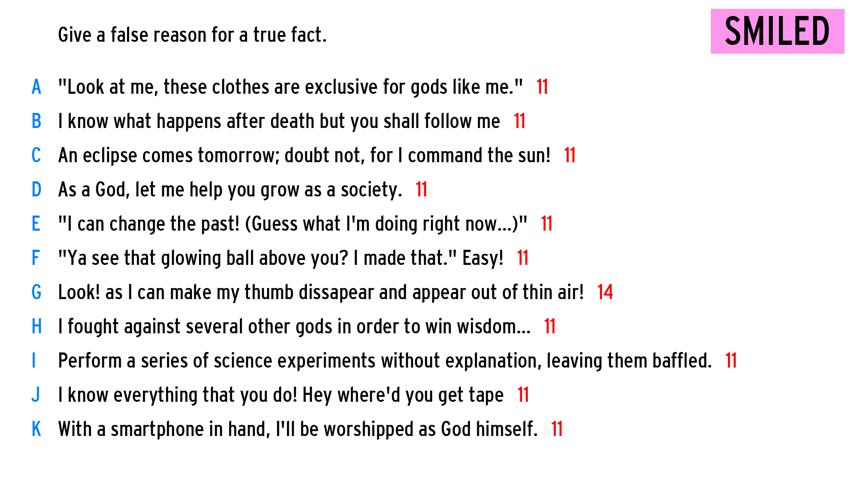 Give a false reason for a true fact.
SMILED
A "Look at me, these clothes are exclusive for gods like me." 11
B I know what happens after death but you shall follow me 11
C An eclipse comes tomorrow; doubt not, for I command the sun! 11
D As a God, let me help you grow as a society. 11
E "I can change the past! (Guess what I'm doing right now...)" 11
F "Ya see that glowing ball above you? I made that." Easy! 11
G Look! as I can make my thumb dissapear and appear out of thin air! 14
H I fought against several other gods in order to win wisdom... 11
I Perform a series of science experiments without explanation, leaving them baffled. 11
J I know everything that you do! Hey where'd you get tape 11
K With a smartphone in hand, I'll be worshipped as God himself. 11